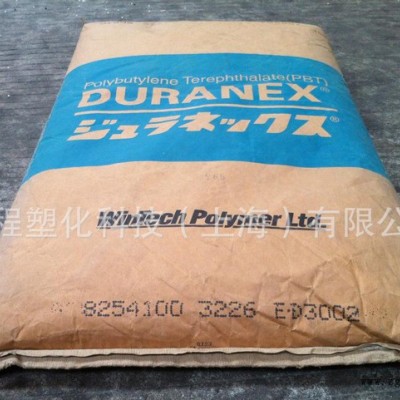 Polybutylene Terephthalate(PBT)
DURANEX®
ジュラネックス®
WinTech Polymer Ltd.
程塑化科技（上海）有限公
8254100 3226 ED3002